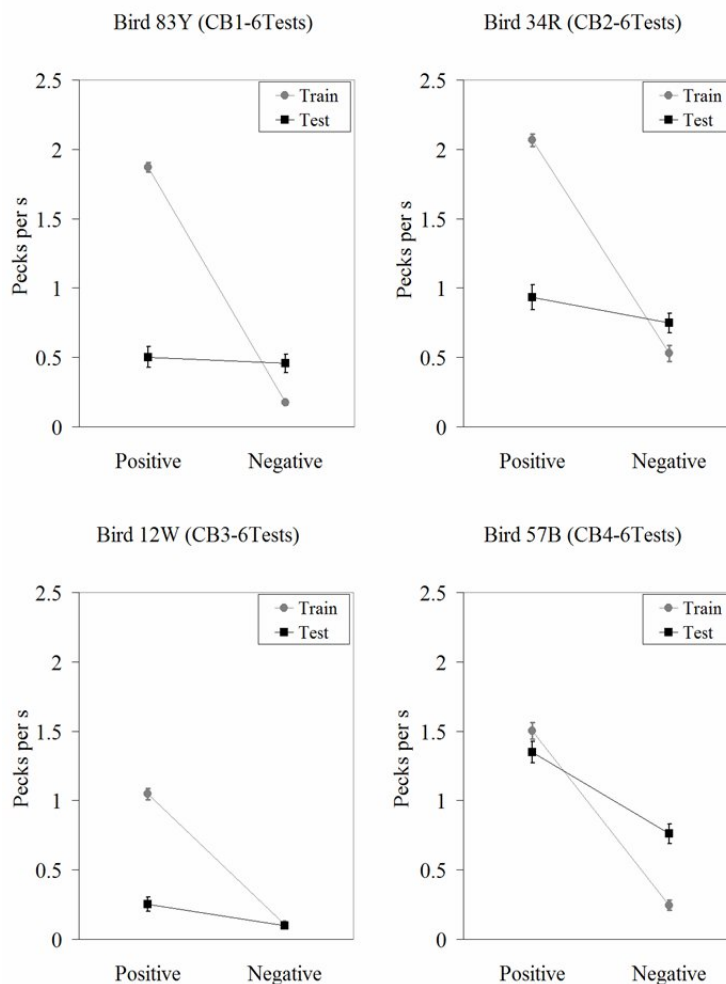 Bird 83Y (CB1-6Tests)
2.5
2
1.5
1
0.5
0
Pecks per s
Train
Test
Positive Negative
Bird 34R (CB2-6Tests)
2.5
2
1.5
1
0.5
0
Pecks per s
Train
Test
Positive Negative
Bird 12W (CB3-6Tests)
2.5
2
1.5
1
0.5
0
Pecks per s
Train
Test
Positive Negative
Bird 57B (CB4-6Tests)
2.5
2
1.5
1
0.5
0
Pecks per s
Train
Test
Positive Negative